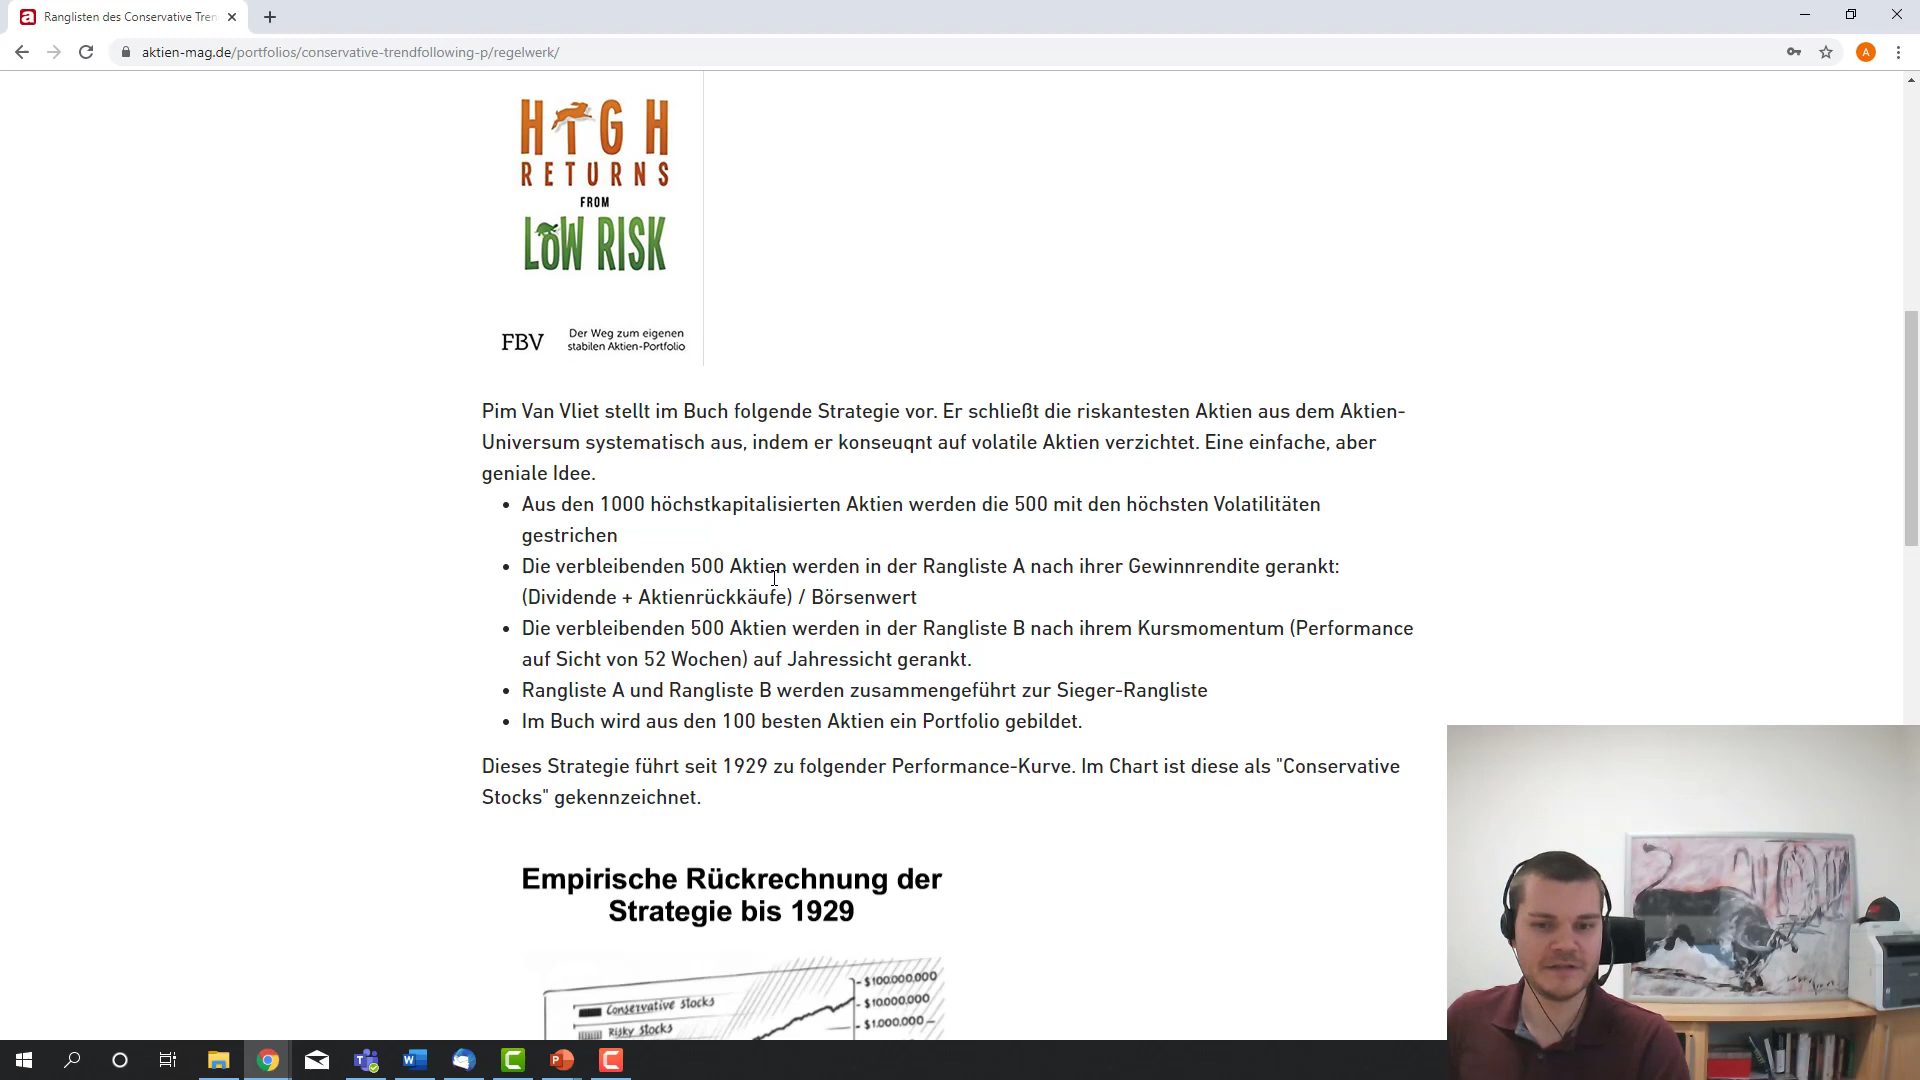 Ranglisten des Conservative Tren
aktien-mag.de/portfolios/conservative-trendfollowing-p/regelwerk/
A
HIGH
RETURNS
FROM
LOW RISK
FBV
Der Weg zum eigenen
stabilen Aktien-Portfolio
Pim Van Vliet stellt im Buch folgende Strategie vor. Er schließt die riskantesten Aktien aus dem Aktien-
Universum systematisch aus, indem er konseuqnt auf volatile Aktien verzichtet. Eine einfache, aber
geniale Idee.
• Aus den 1000 höchstkapitalisierten Aktien werden die 500 mit den höchsten Volatilitäten
gestrichen
• Die verbleibenden 500 Aktien werden in der Rangliste A nach ihrer Gewinnrendite gerankt:
(Dividende + Aktienrückkäufe) / Börsenwert
• Die verbleibenden 500 Aktien werden in der Rangliste B nach ihrem Kursmomentum (Performance
auf Sicht von 52 Wochen) auf Jahressicht gerankt.
• Rangliste A und Rangliste B werden zusammengeführt zur Sieger-Rangliste
• Im Buch wird aus den 100 besten Aktien ein Portfolio gebildet.
Dieses Strategie führt seit 1929 zu folgender Performance-Kurve. Im Chart ist diese als "Conservative
Stocks" gekennzeichnet.
Empirische Rückrechnung der
Strategie bis 1929
Conservative stocks
Risky stocks
$100.000.000
$10.000.000
$1.000.000